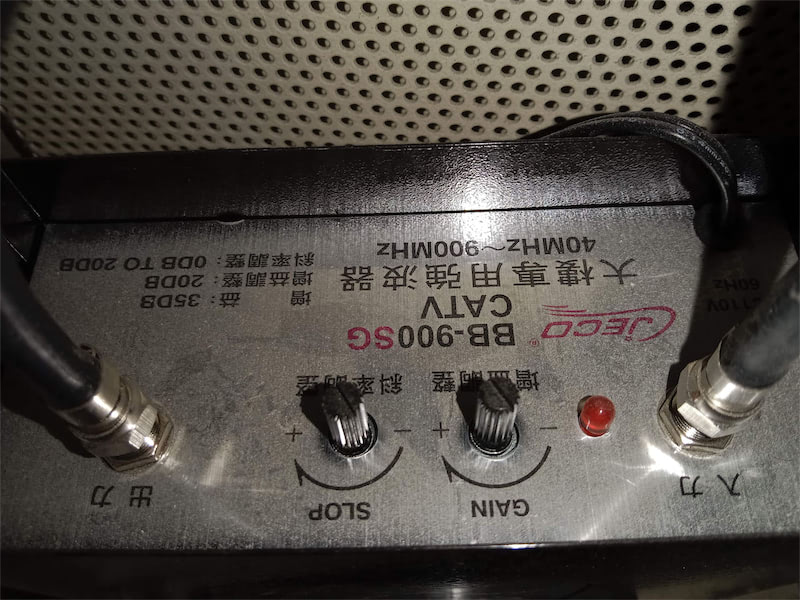 GAIN
SLOP
入力
出力
－ ＋
－ ＋
增益調整
斜率調整
JECO®
BB-900SG
CATV
大樓專用強波器
40MHz～900MHz
110V
60Hz
增 益：35DB
增益調整：20DB
斜率調整：0DB TO 20DB